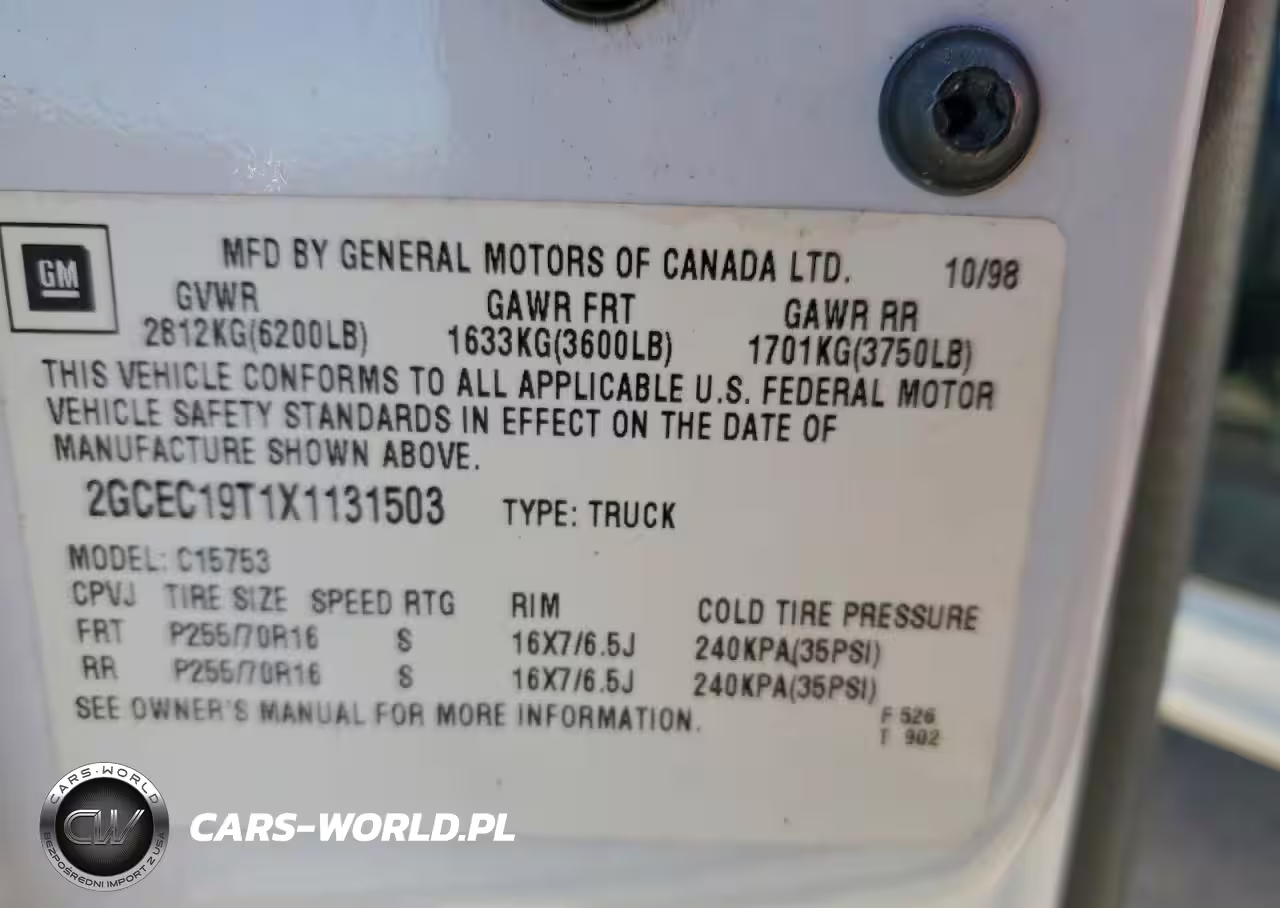 GM
MFD BY GENERAL MOTORS OF CANADA LTD. 10/98
GVWR GAWR FRT GAWR RR
2812KG(6200LB) 1633KG(3600LB) 1701KG(3750LB)
THIS VEHICLE CONFORMS TO ALL APPLICABLE U.S. FEDERAL MOTOR
VEHICLE SAFETY STANDARDS IN EFFECT ON THE DATE OF
MANUFACTURE SHOWN ABOVE.
2GCEC19T1X1131503 TYPE: TRUCK
MODEL: C15753
CPVJ TIRE SIZE SPEED RTG RIM COLD TIRE PRESSURE
FRT P255/70R16 S 16X7/6.5J 240KPA(35PSI)
RR P255/70R16 S 16X7/6.5J 240KPA(35PSI)
SEE OWNER'S MANUAL FOR MORE INFORMATION.
F 526
T 902
CARS-WORLD
CW
BEZPOŚREDNI IMPORT Z USA
CARS-WORLD.PL